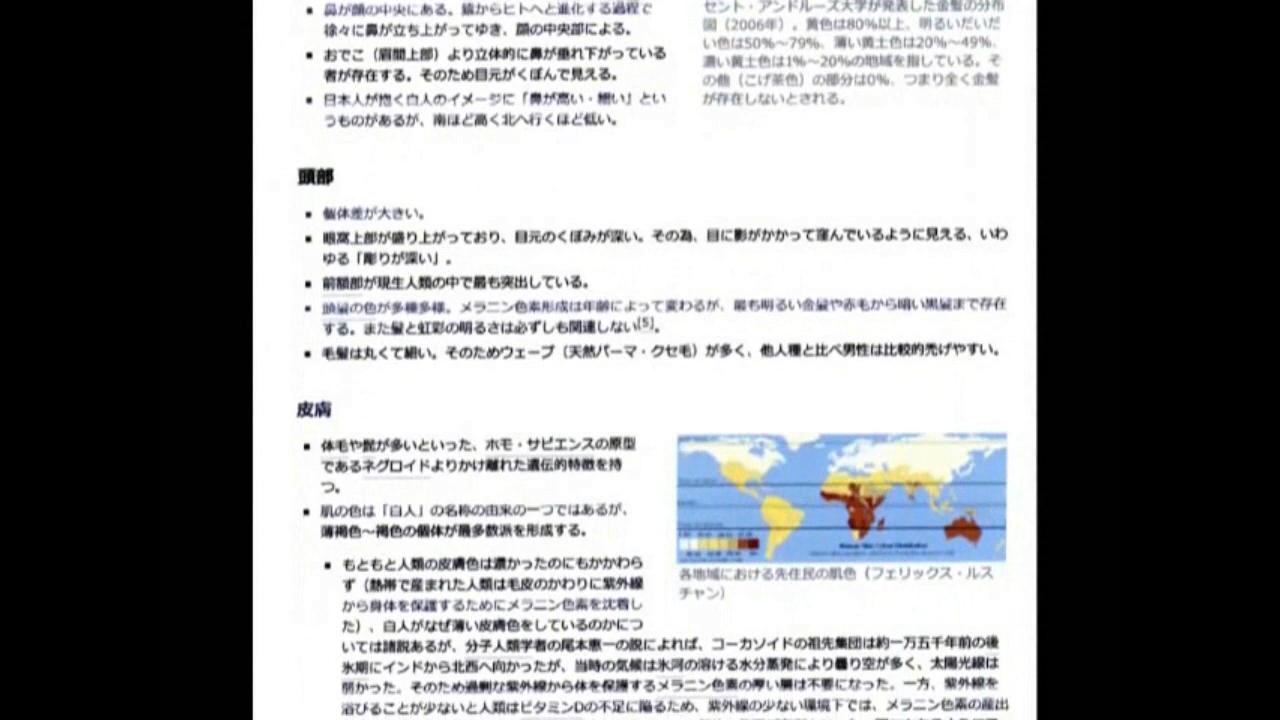 鼻が顔の中央にある。猿からヒトへと進化する過程で
徐々に鼻が立ち上がってゆき、顔の中央部による。
おでこ（眉間上部）より立体的に鼻が垂れ下がっている
者が存在する。そのため目元がくぼんで見える。
日本人が抱く白人のイメージに「鼻が高い・細い」とい
うものがあるが、南ほど高く北へ行くほど低い。
セント・アンドルーズ大学が発表した金髪の分布
図（2006年）。黄色は80%以上、明るいだいだ
い色は50%～79%、薄い黄土色は20%～49%、
濃い黄土色は1%～20%の地域を指している。そ
の他（こげ茶色）の部分は0%、つまり全く金髪
が存在しないとされる。
頭部
個体差が大きい。
眼窩上部が盛り上がっており、目元のくぼみが深い。その為、目に影がかかって窪んでいるように見える、いわ
ゆる「彫りが深い」。
前額部が現生人類の中で最も突出している。
頭髪の色が多種多様。メラニン色素形成は年齢によって変わるが、最も明るい金髪や赤毛から暗い黒髪まで存在
する。また髪と虹彩の明るさは必ずしも関連しない[5]。
毛髪は丸くて細い。そのためウェーブ（天然パーマ・クセ毛）が多く、他人種と比べ男性は比較的禿げやすい。
皮膚
体毛や髭が多いといった、ホモ・サピエンスの原型
であるネグロイドよりかけ離れた遺伝的特徴を持
つ。
肌の色は「白人」の名称の由来の一つではあるが、
薄褐色〜褐色の個体が最多数派を形成する。
もともと人類の皮膚色は濃かったのにもかかわら
ず（熱帯で産まれた人類は毛皮のかわりに紫外線
から身体を保護するためにメラニン色素を沈着し
た）、白人がなぜ薄い皮膚色をしているのかにつ
いては諸説あるが、分子人類学者の尾本恵一の説によれば、コーカソイドの祖先集団は約一万五千年前の後
氷期にインドから北西へ向かったが、当時の気候は氷河の溶ける水分蒸発により曇り空が多く、太陽光線は
弱かった。そのため過剰な紫外線から体を保護するメラニン色素の厚い層は不要になった。一方、紫外線を
浴びることが少ないと人類はビタミンDの不足に陥るため、紫外線の少ない環境下では、メラニン色素の産出
各地域における先住民の肌色（フェリックス・ルス
チャン）